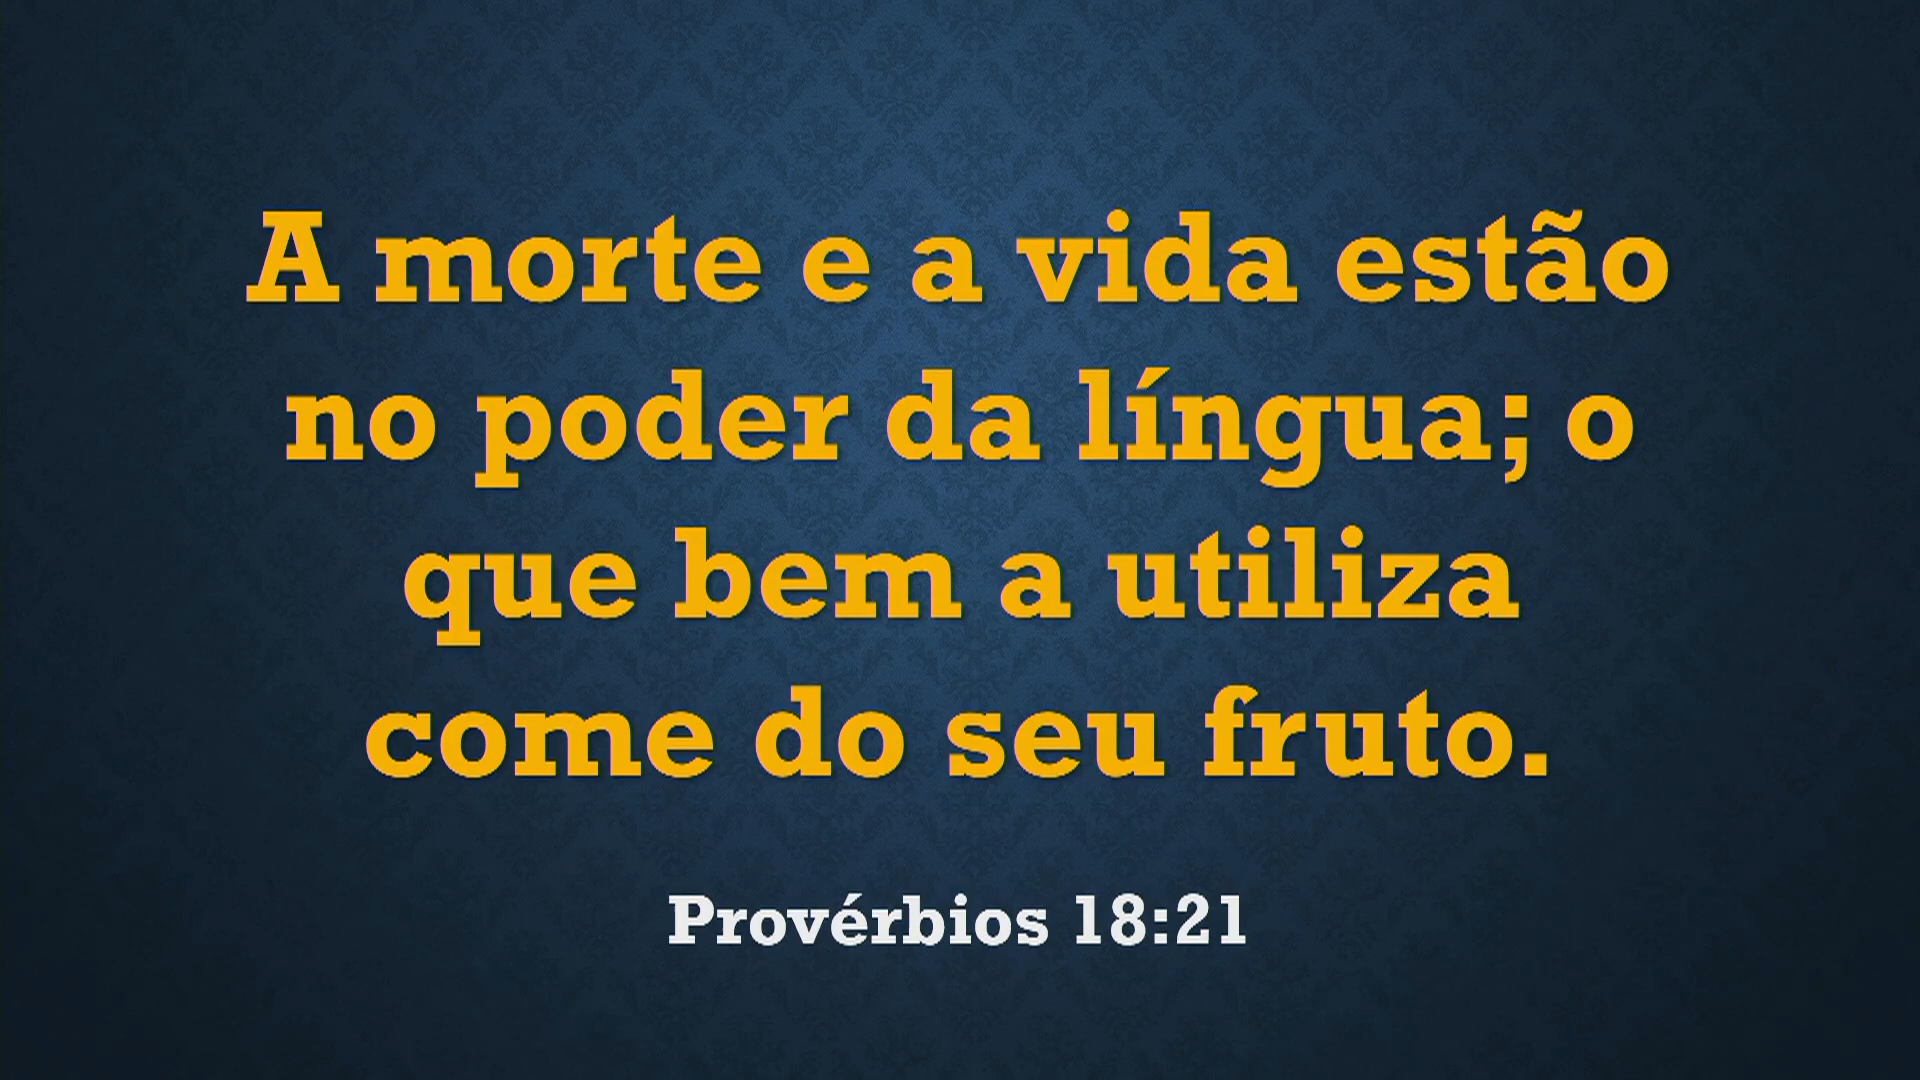 A morte e a vida estão
no poder da língua; o
que bem a utiliza
come do seu fruto.
Provérbios 18:21